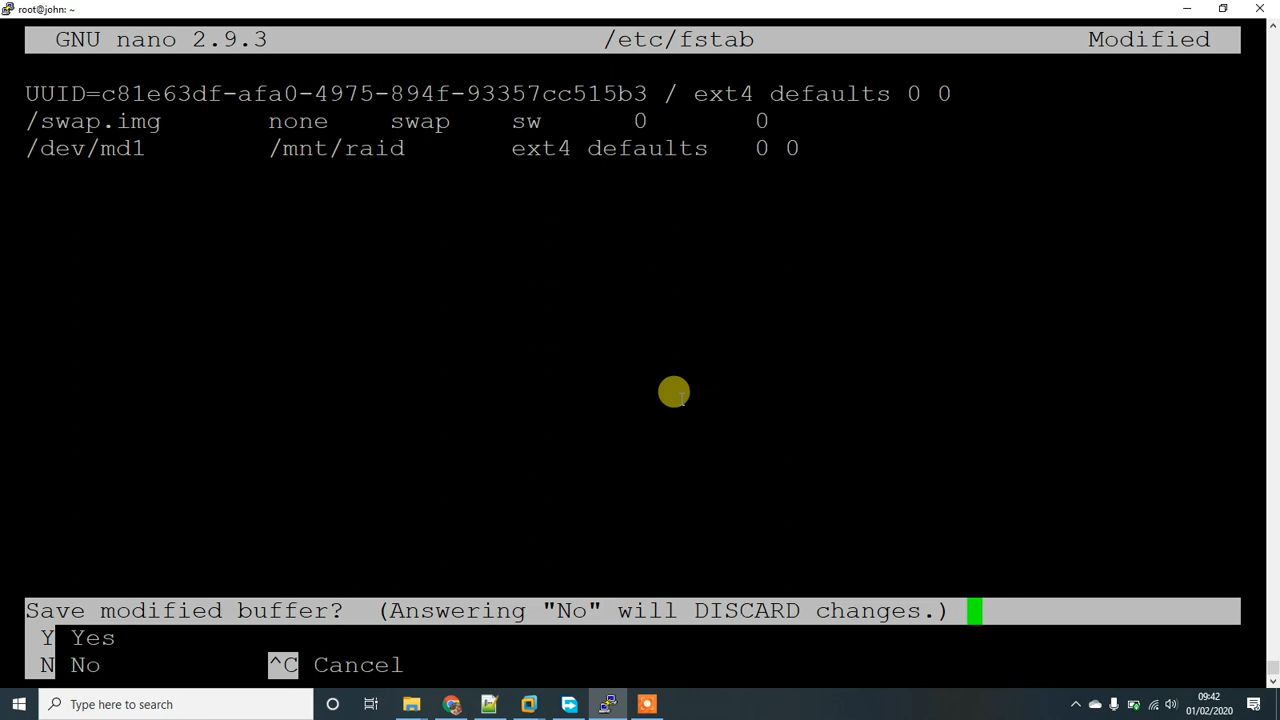 root@john: ~
GNU nano 2.9.3 /etc/fstab Modified
UUID=c81e63df-afa0-4975-894f-93357cc515b3 / ext4 defaults 0 0
/swap.img none swap sw 0 0
/dev/md1 /mnt/raid ext4 defaults 0 0
Save modified buffer? (Answering "No" will DISCARD changes.)
Y Yes
N No ^C Cancel
Type here to search
09:42
01/02/2020